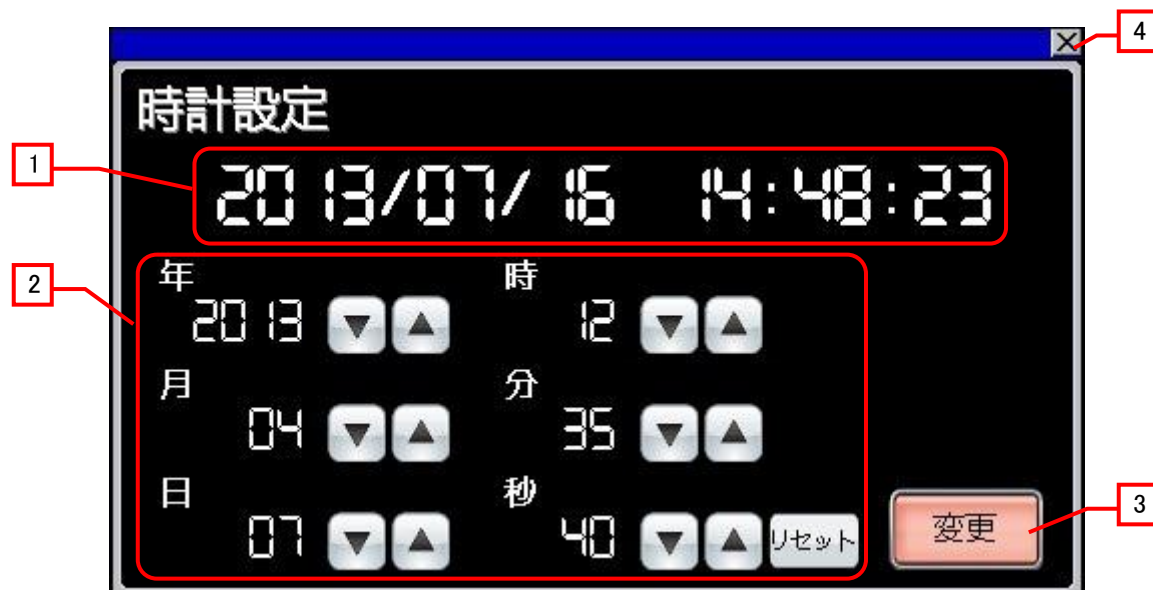 4
時計設定
1
2013/07/16 14:48:23
2
年 時
2013 ▼ ▲ 12 ▼ ▲
月 分
04 ▼ ▲ 35 ▼ ▲
日 秒
07 ▼ ▲ 40 ▼ ▲ リセット
変更
3